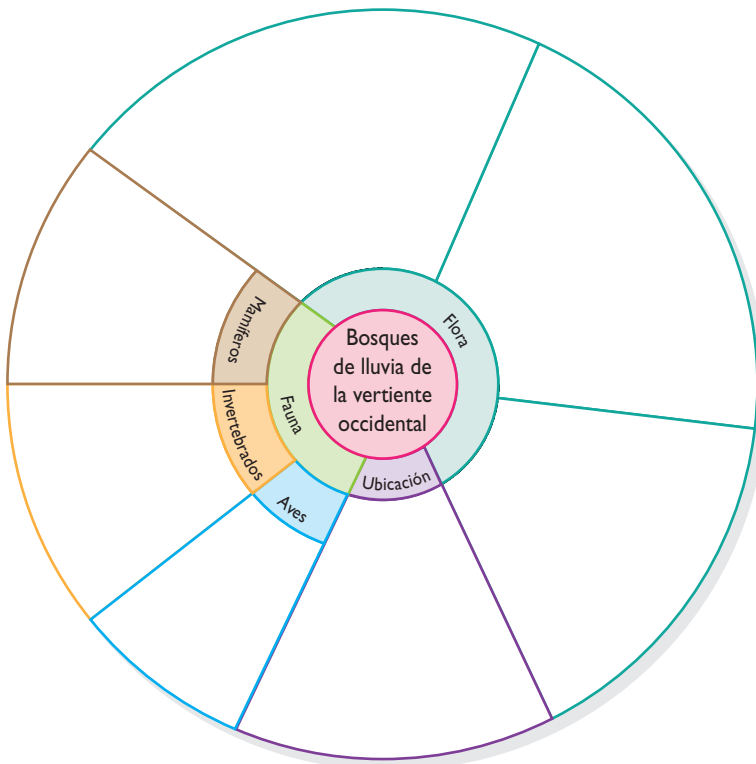 Bosques
de lluvia de
la vertiente
occidental
Flora
Fauna
Mamíferos
Invertebrados
Aves
Ubicación